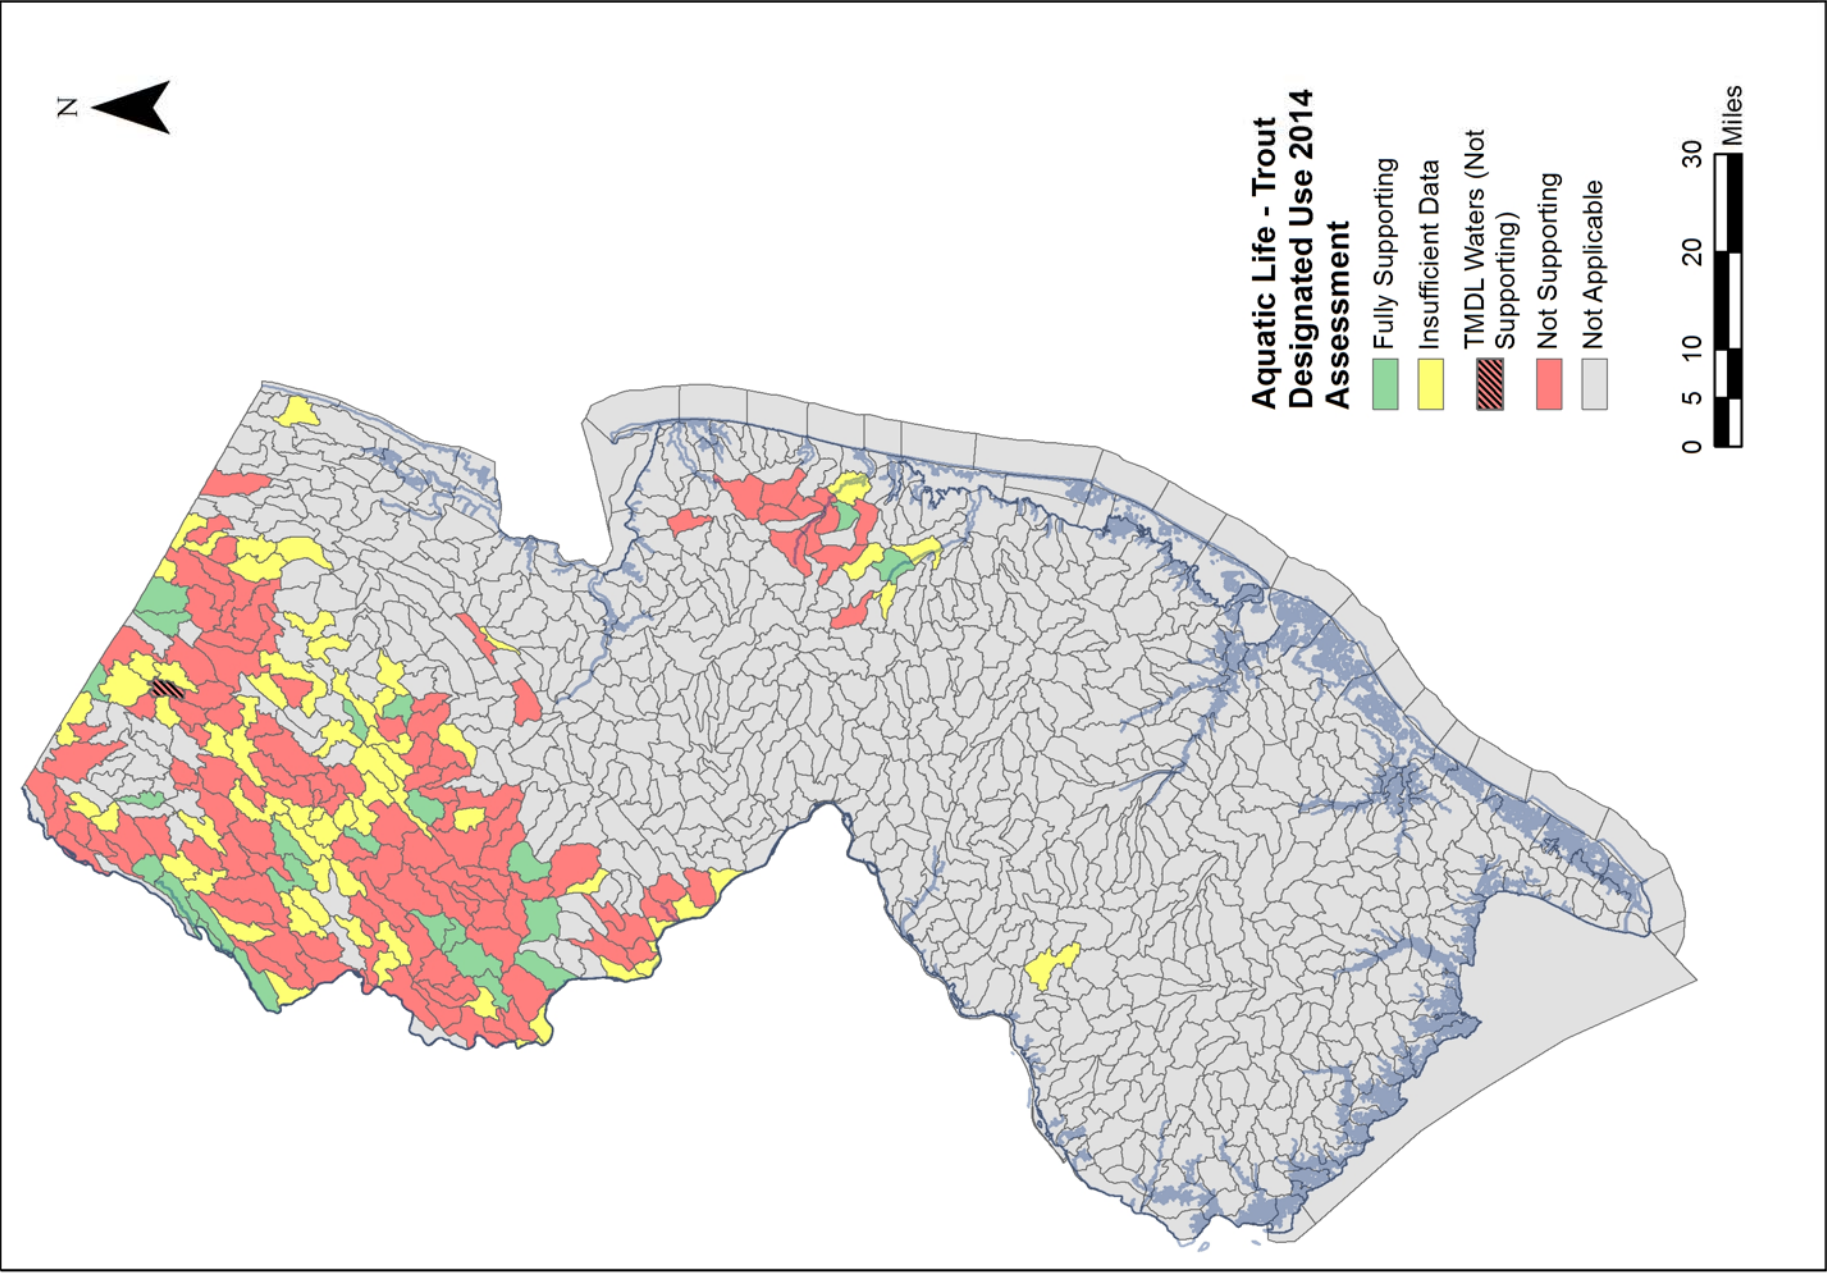 N
Aquatic Life - Trout
Designated Use 2014
Assessment
Fully Supporting
Insufficient Data
TMDL Waters (Not
Supporting)
Not Supporting
Not Applicable
0 5 10 20 30
Miles